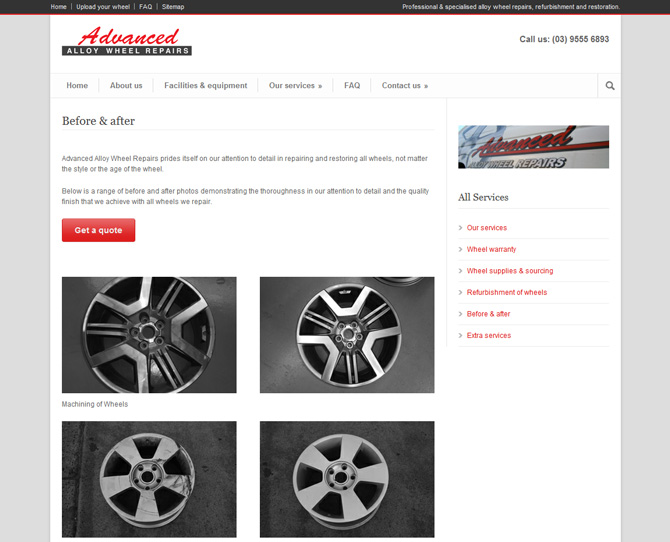 Home | Upload your wheel | FAQ | Sitemap
Professional & specialised alloy wheel repairs, refurbishment and restoration.
Advanced
ALLOY WHEEL REPAIRS
Call us: (03) 9555 6893
Home
About us
Facilities & equipment
Our services »
FAQ
Contact us »
Before & after
Advanced Alloy Wheel Repairs prides itself on our attention to detail in repairing and restoring all wheels, not matter
the style or the age of the wheel.
Below is a range of before and after photos demonstrating the thoroughness in our attention to detail and the quality
finish that we achieve with all wheels we repair.
Get a quote
Machining of Wheels
Advanced
ALLOY WHEEL REPAIRS
All Services
Our services
Wheel warranty
Wheel supplies & sourcing
Refurbishment of wheels
Before & after
Extra services